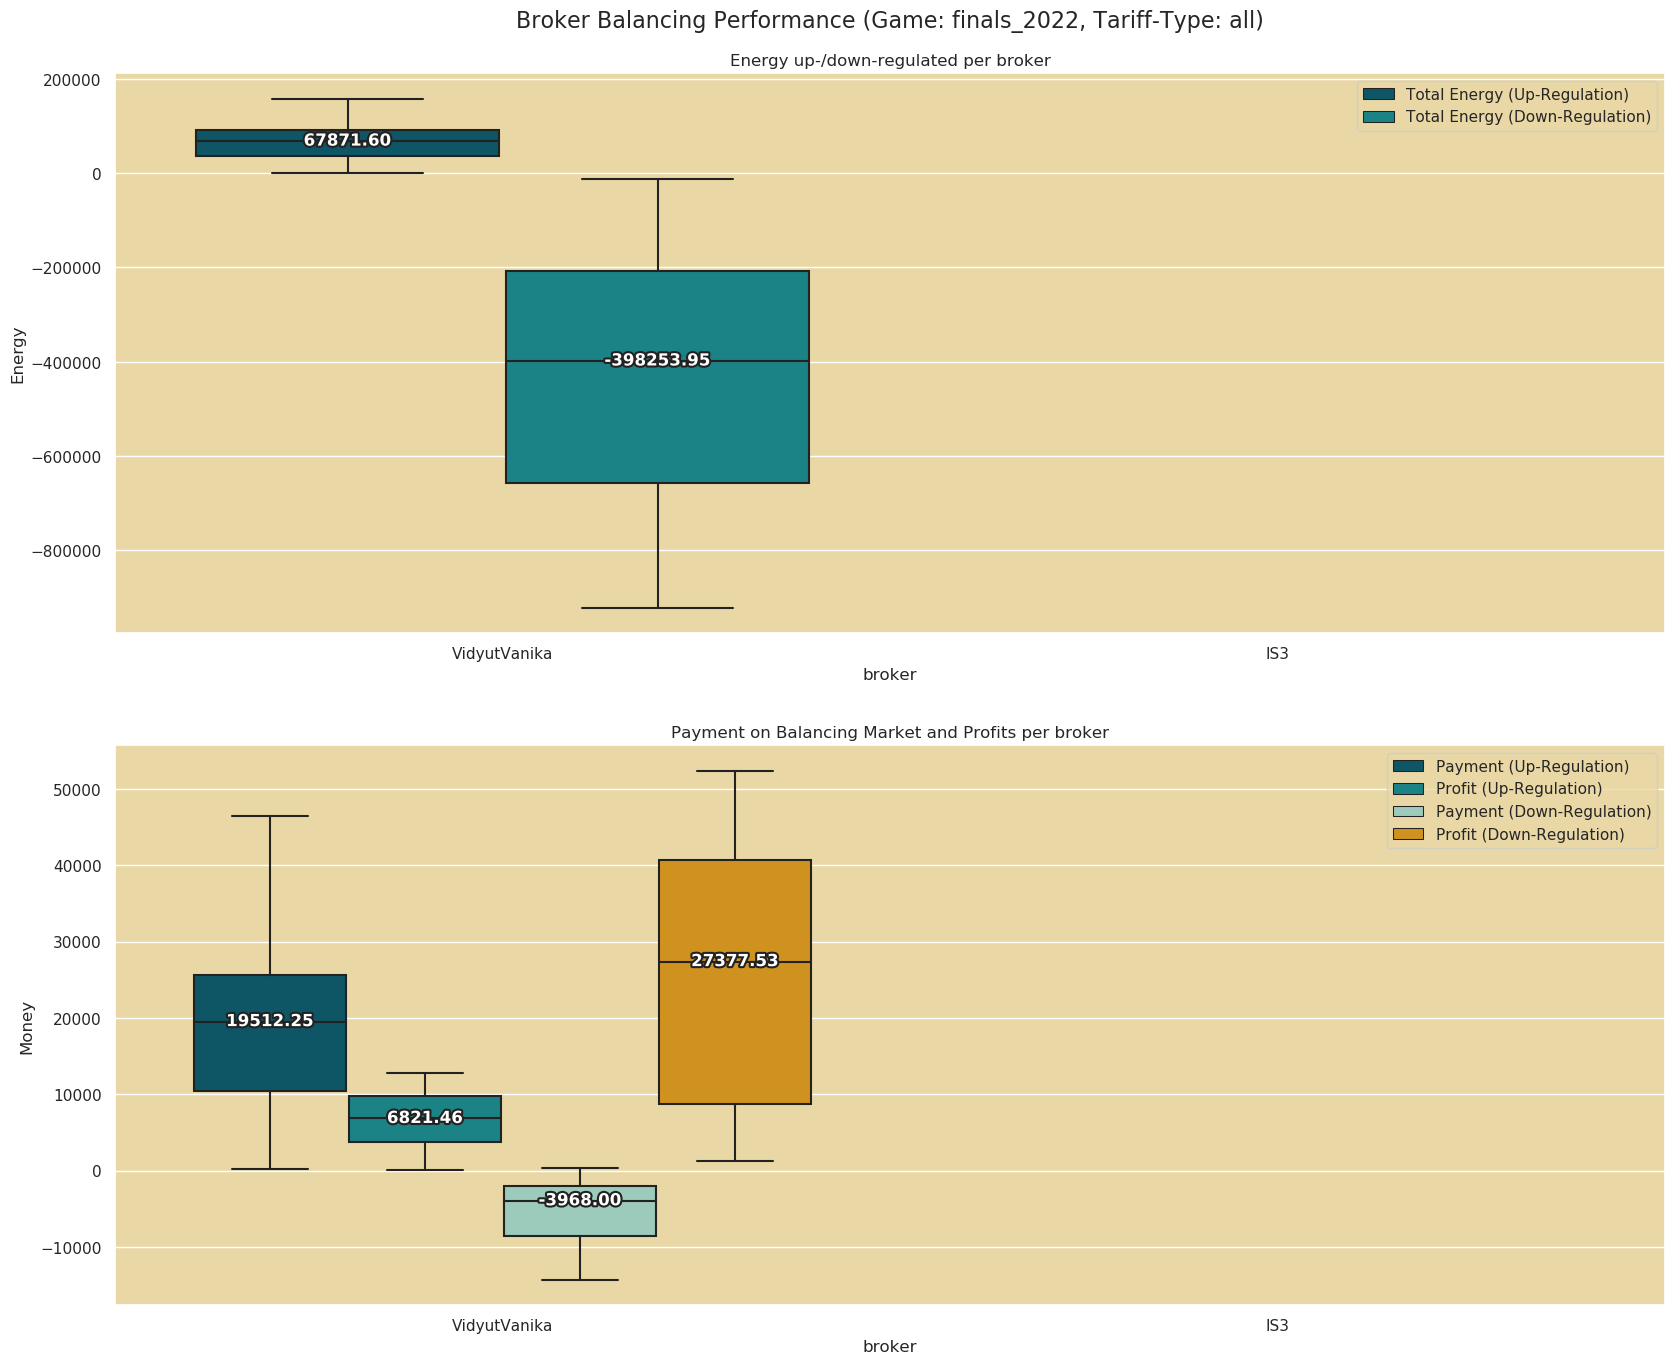 Broker Balancing Performance (Game: finals_2022, Tariff-Type: all)
Energy up-/down-regulated per broker
Total Energy (Up-Regulation)
Total Energy (Down-Regulation)
Energy
200000
0
−200000
−400000
−600000
−800000
67871.60
-398253.95
VidyutVanika
IS3
broker
Payment on Balancing Market and Profits per broker
Payment (Up-Regulation)
Profit (Up-Regulation)
Payment (Down-Regulation)
Profit (Down-Regulation)
Money
50000
40000
30000
20000
10000
0
−10000
19512.25
6821.46
-3968.00
27377.53
VidyutVanika
IS3
broker